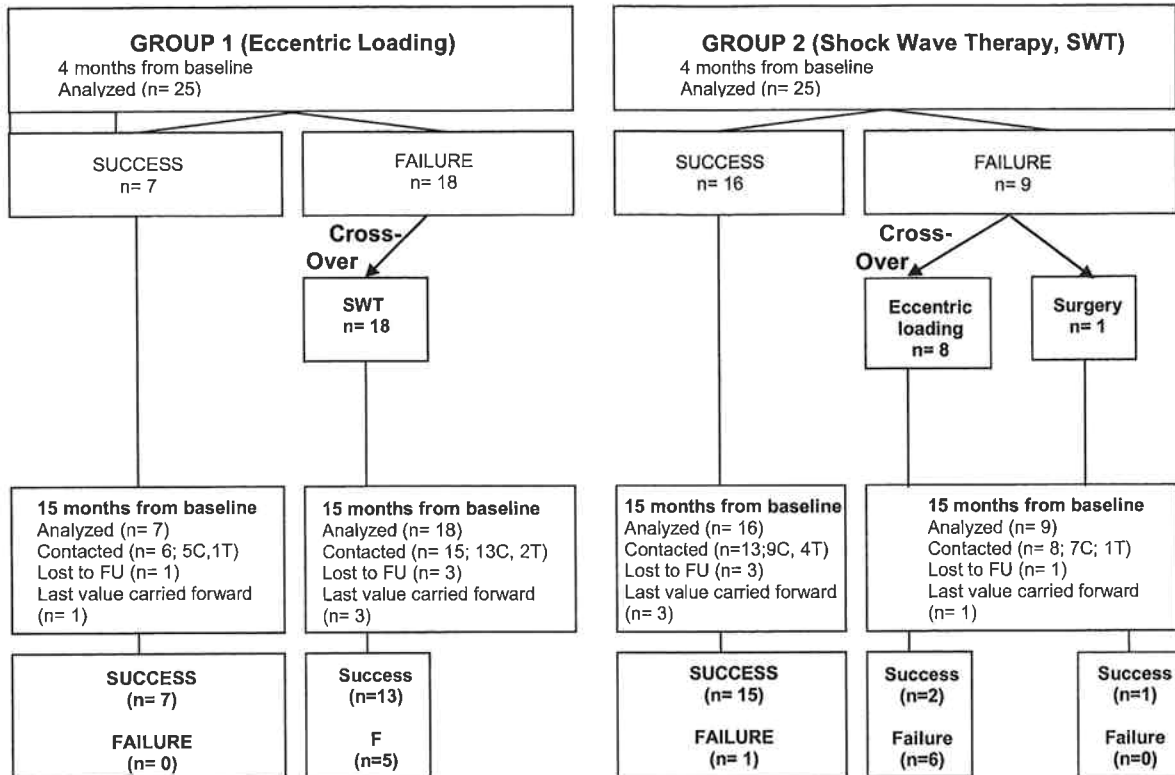 GROUP 1 (Eccentric Loading)
4 months from baseline
Analyzed (n= 25)
SUCCESS
n= 7
FAILURE
n= 18
Cross-
Over
SWT
n= 18
15 months from baseline
Analyzed (n= 7)
Contacted (n= 6; 5C,1T)
Lost to FU (n= 1)
Last value carried forward
(n= 1)
15 months from baseline
Analyzed (n= 18)
Contacted (n= 15; 13C, 2T)
Lost to FU (n= 3)
Last value carried forward
(n= 3)
SUCCESS
(n= 7)
FAILURE
(n= 0)
Success
(n=13)
F
(n=5)
GROUP 2 (Shock Wave Therapy, SWT)
4 months from baseline
Analyzed (n= 25)
SUCCESS
n= 16
FAILURE
n= 9
Cross-
Over
Eccentric
loading
n= 8
Surgery
n= 1
15 months from baseline
Analyzed (n= 16)
Contacted (n=13;9C, 4T)
Lost to FU (n= 3)
Last value carried forward
(n= 3)
15 months from baseline
Analyzed (n= 9)
Contacted (n= 8; 7C; 1T)
Lost to FU (n= 1)
Last value carried forward
(n= 1)
SUCCESS
(n= 15)
FAILURE
(n= 1)
Success
(n=2)
Failure
(n=6)
Success
(n=1)
Failure
(n=0)